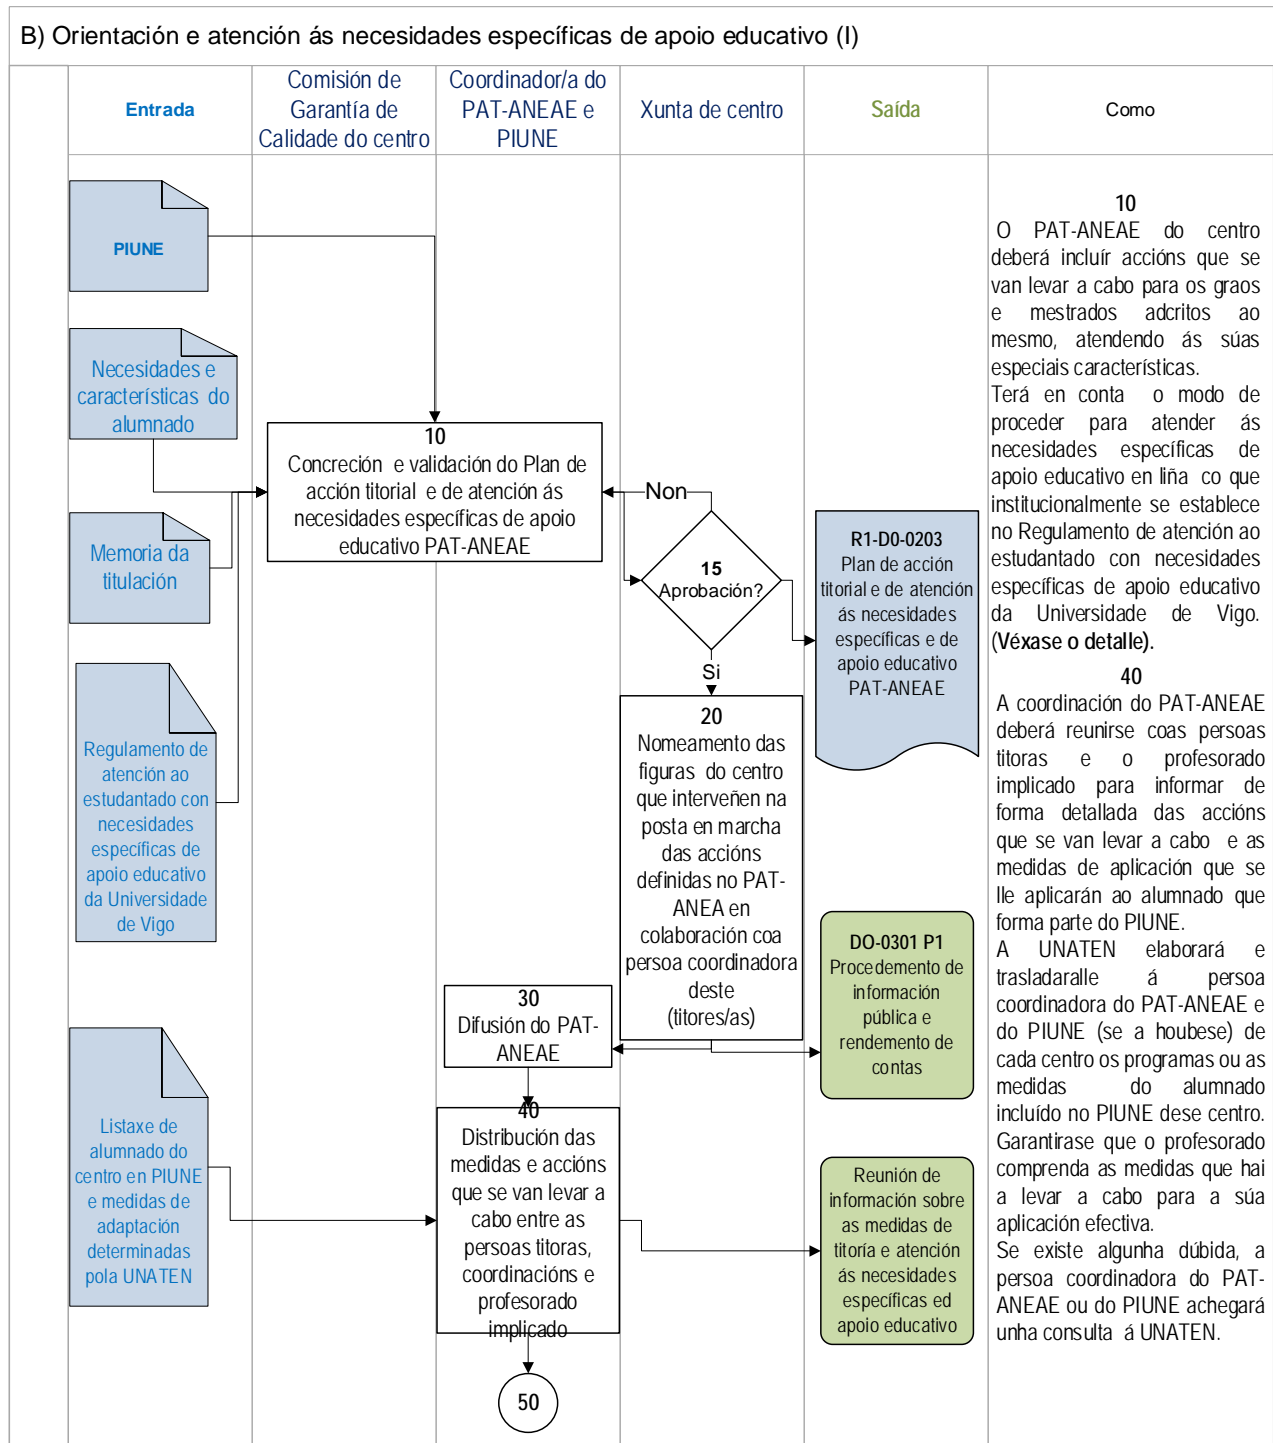 B) Orientación e atención ás necesidades específicas de apoio educativo (I)
Entrada
Comisión de
Garantía de
Calidade do centro
Coordinador/a do
PAT-ANEAE e
PIUNE
Xunta de centro
Saída
Como
PIUNE
Necesidades e
características do
alumnado
Memoria da
titulación
Regulamento de
atención ao
estudantado con
necesidades
específicas de
apoio educativo
da Universidade
de Vigo
Listaxe de
alumnado do
centro en PIUNE
e medidas de
adaptación
determinadas
pola UNATEN
10
Concreción e validación do Plan de
acción titorial e de atención ás
necesidades específicas de apoio
educativo PAT-ANEAE
Non
15
Aprobación?
Si
20
Nomeamento das
figuras do centro
que interveñen na
posta en marcha
das accións
definidas no PAT-
ANEA en
colaboración coa
persoa coordinadora
deste
(titores/as)
30
Difusión do PAT-
ANEAE
40
Distribución das
medidas e accións
que se van levar a
cabo entre as
persoas titoras,
coordinacións e
profesorado
implicado
50
R1-D0-0203
Plan de acción
titorial e de atención
ás necesidades
específicas e de
apoio educativo
PAT-ANEAE
DO-0301 P1
Procedemento de
información
pública e
rendemento de
contas
Reunión de
información sobre
as medidas de
titoría e atención
ás necesidades
específicas ed
apoio educativo
10
O PAT-ANEAE do centro
deberá incluír accións que se
van levar a cabo para os graos
e mestrados adcritos ao
mesmo, atendendo ás súas
especiais características.
Terá en conta o modo de
proceder para atender ás
necesidades específicas de
apoio educativo en liña co que
institucionalmente se establece
no Regulamento de atención ao
estudantado con necesidades
específicas de apoio educativo
da Universidade de Vigo.
(Véxase o detalle).
40
A coordinación do PAT-ANEAE
deberá reunirse coas persoas
titoras e o profesorado
implicado para informar de
forma detallada das accións
que se van levar a cabo e as
medidas de aplicación que se
lle aplicarán ao alumnado que
forma parte do PIUNE.
A UNATEN elaborará e
trasladaralle á persoa
coordinadora do PAT-ANEAE e
do PIUNE (se a houbese) de
cada centro os programas ou as
medidas do alumnado
incluído no PIUNE dese centro.
Garantirase que o profesorado
comprenda as medidas que hai
a levar a cabo para a súa
aplicación efectiva.
Se existe algunha dúbida, a
persoa coordinadora do PAT-
ANEAE ou do PIUNE achegará
unha consulta á UNATEN.